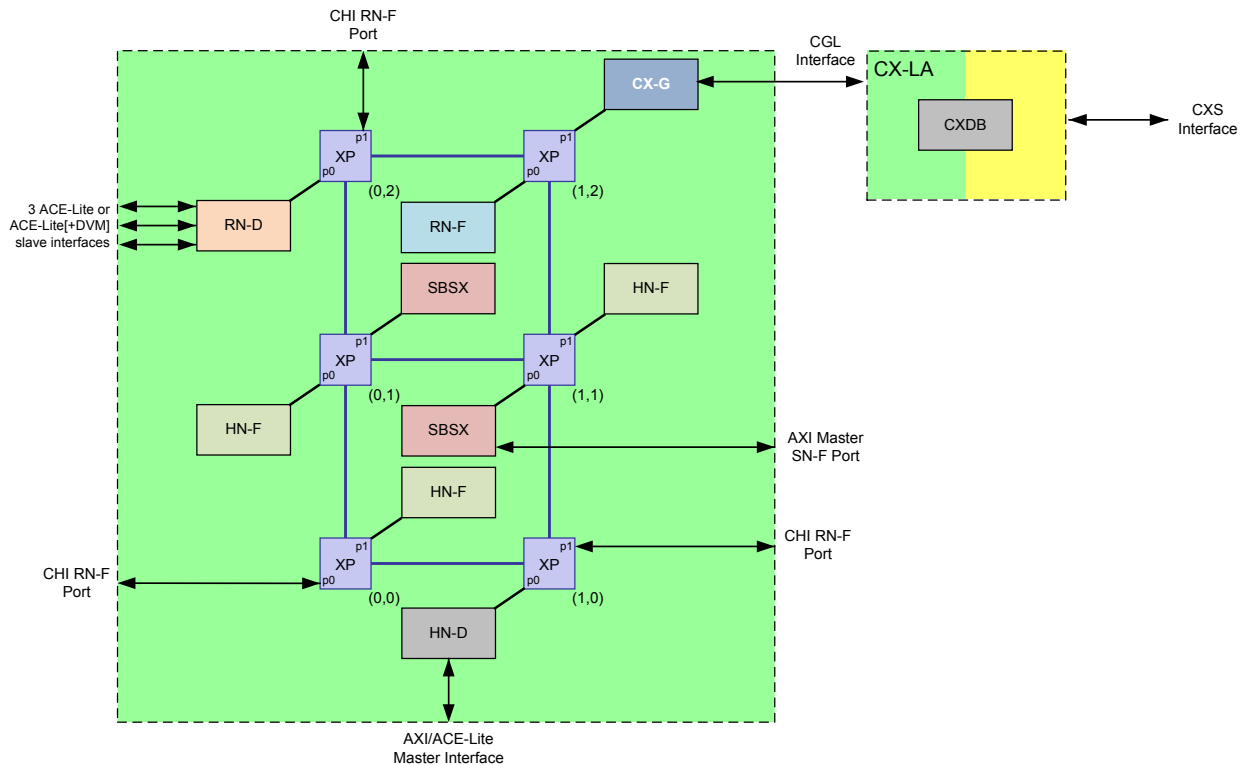 CHI RN-F
Port
CGL
Interface
CX-LA
CX-G
CXDB
CXS
Interface
p1
XP
p0
(0,2)
p1
XP
p0
(1,2)
3 ACE-Lite or
ACE-Lite[+DVM]
slave interfaces
RN-D
RN-F
SBSX
HN-F
p1
XP
p0
(0,1)
p1
XP
p0
(1,1)
HN-F
SBSX
AXI Master
SN-F Port
HN-F
p1
XP
p0
(0,0)
p1
XP
p0
(1,0)
CHI RN-F
Port
CHI RN-F
Port
HN-D
AXI/ACE-Lite
Master Interface